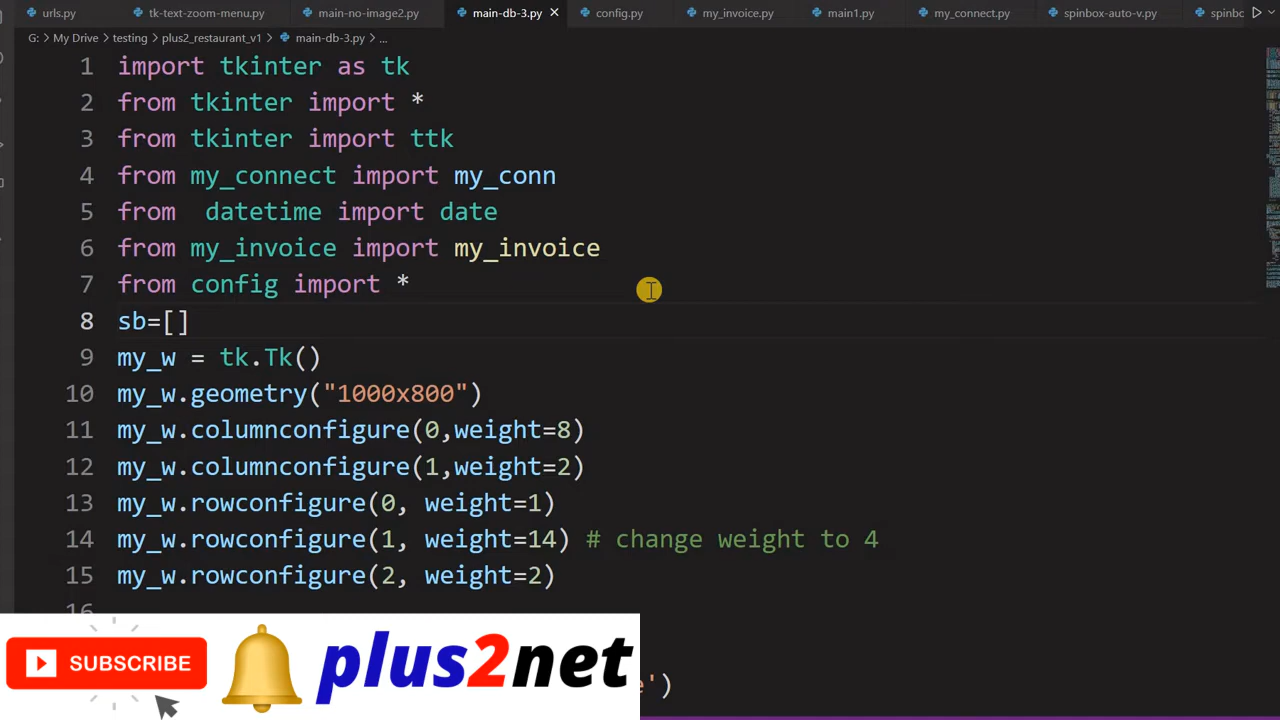 urls.py tk-text-zoom-menu.py main-no-image2.py main-db-3.py config.py my_invoice.py main1.py my_connect.py spinbox-auto-v.py spinbo
G: > My Drive > testing > plus2_restaurant_v1 > main-db-3.py > ...
1 import tkinter as tk
2 from tkinter import *
3 from tkinter import ttk
4 from my_connect import my_conn
5 from  datetime import date
6 from my_invoice import my_invoice
7 from config import *
8 sb=[]
9 my_w = tk.Tk()
10 my_w.geometry("1000x800")
11 my_w.columnconfigure(0,weight=8)
12 my_w.columnconfigure(1,weight=2)
13 my_w.rowconfigure(0, weight=1)
14 my_w.rowconfigure(1, weight=14) # change weight to 4
15 my_w.rowconfigure(2, weight=2)
16
SUBSCRIBE
plus2net
')